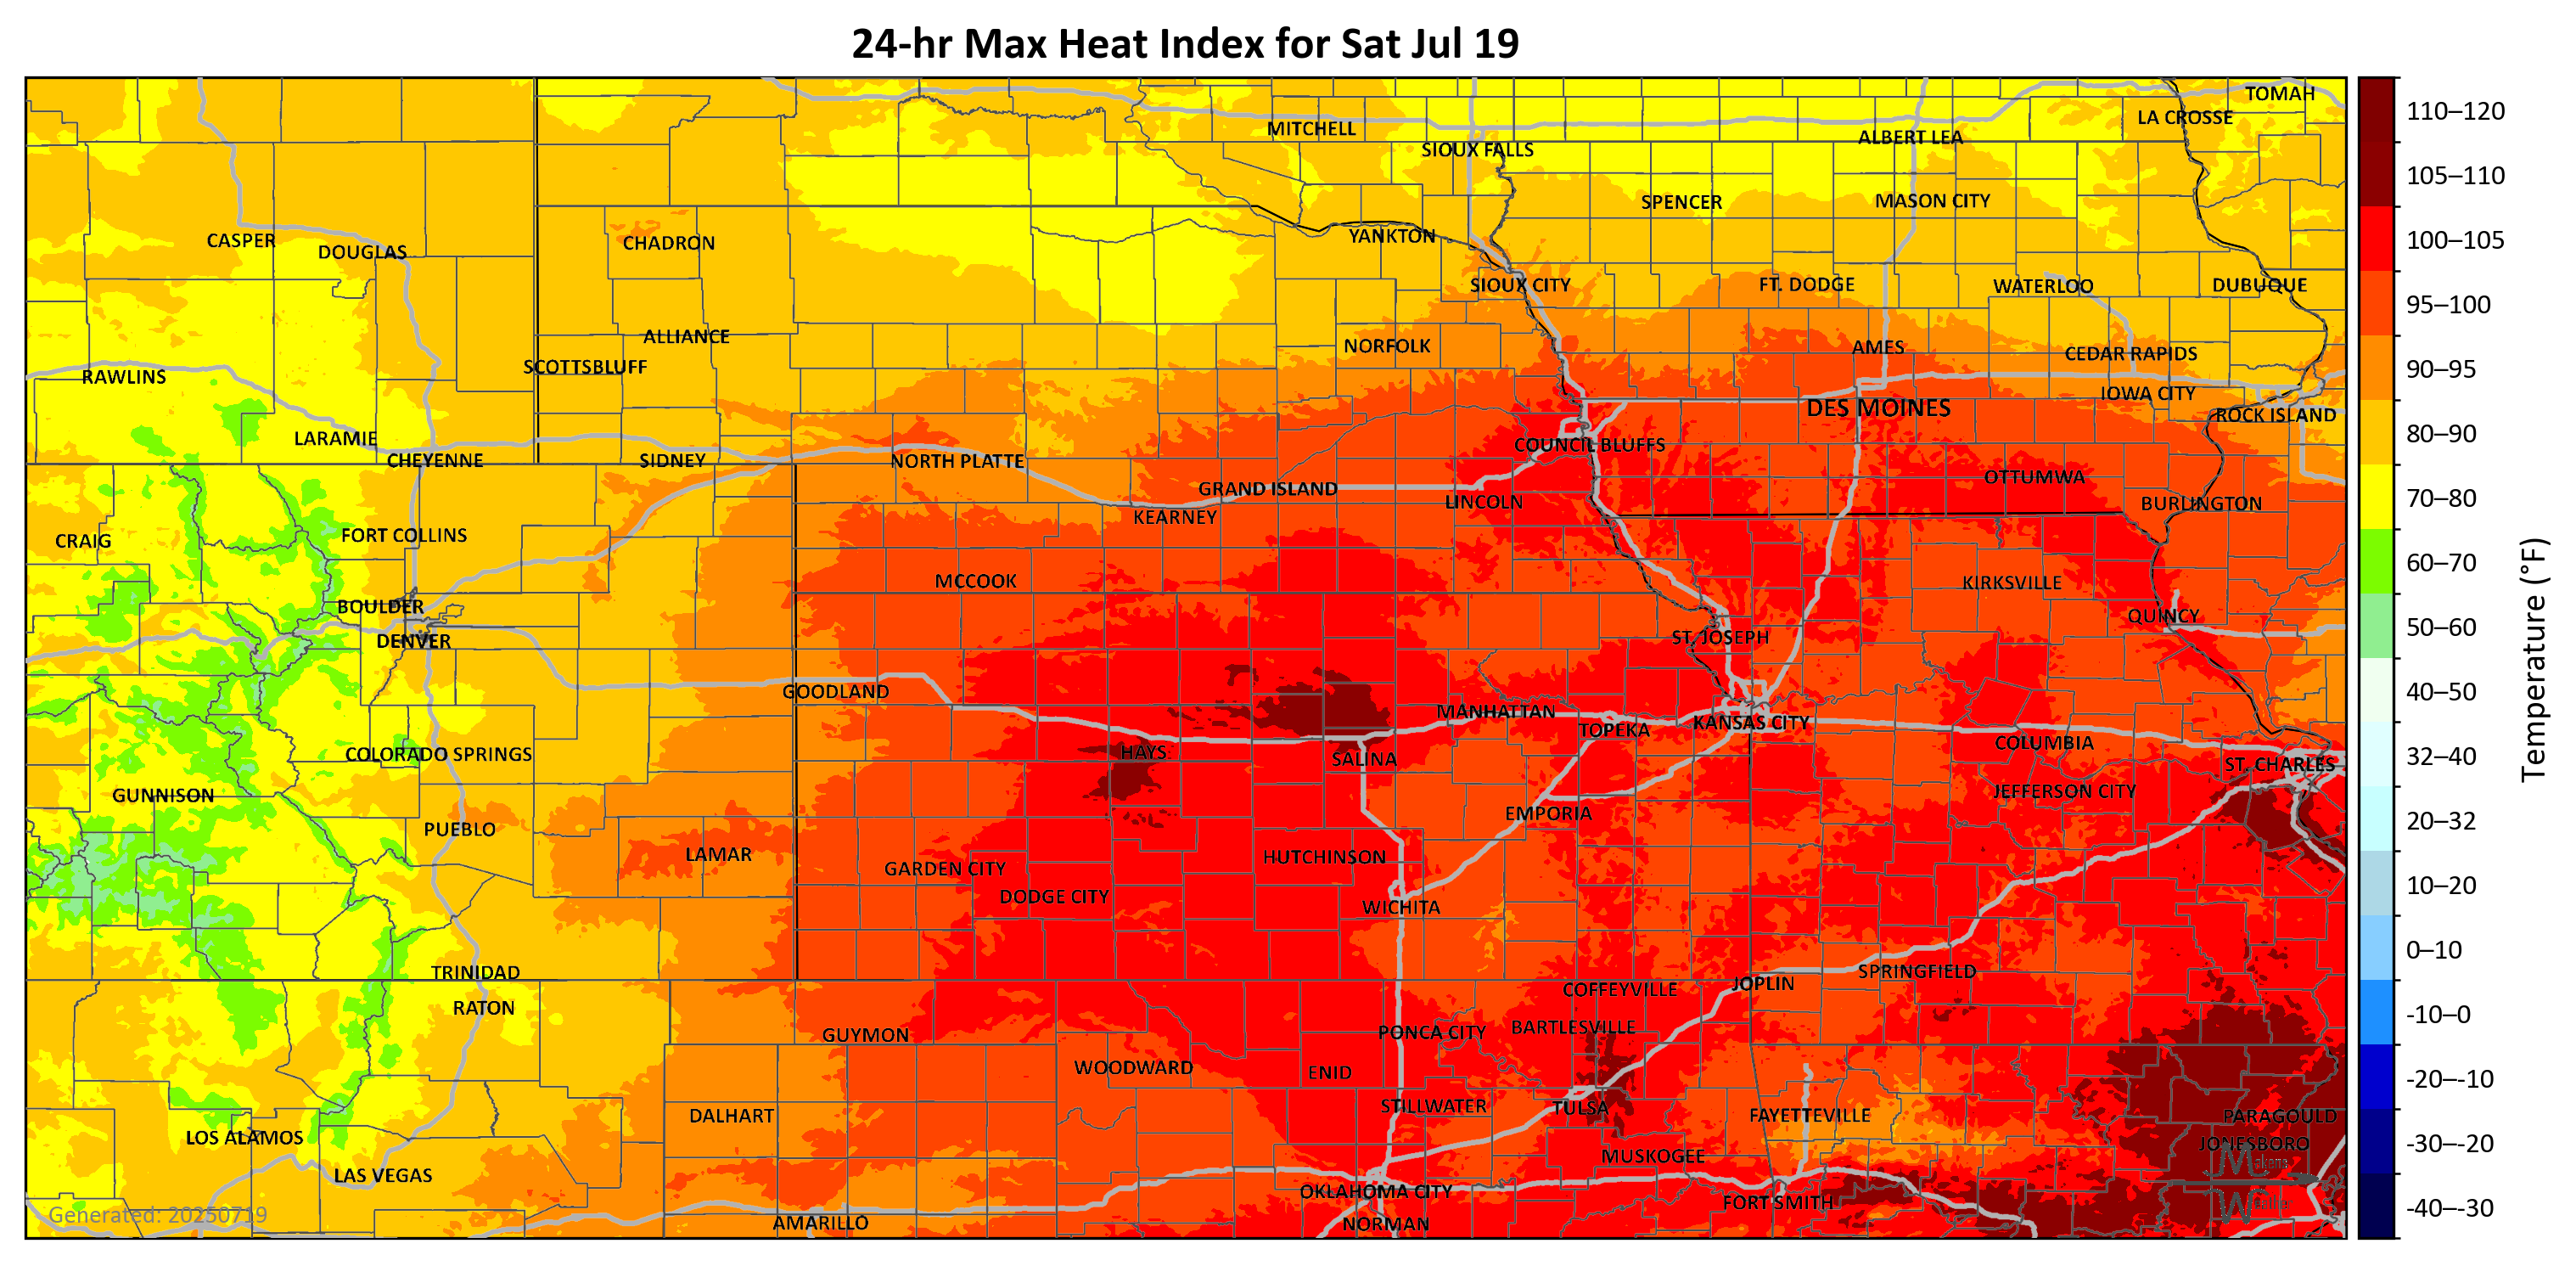 24-hr Max Heat Index for Sat Jul 19
TOMAH
LA CROSSE
MITCHELL
ALBERT LEA
SIOUX FALLS
SPENCER
MASON CITY
CASPER
DOUGLAS
CHADRON
YANKTON
SIOUX CITY
FT. DODGE
WATERLOO
DUBUQUE
ALLIANCE
NORFOLK
AMES
CEDAR RAPIDS
SCOTTSBLUFF
RAWLINS
IOWA CITY
DES MOINES
ROCK ISLAND
LARAMIE
COUNCIL BLUFFS
CHEYENNE
SIDNEY
NORTH PLATTE
OTTUMWA
GRAND ISLAND
LINCOLN
BURLINGTON
KEARNEY
CRAIG
FORT COLLINS
MCCOOK
KIRKSVILLE
BOULDER
QUINCY
DENVER
ST. JOSEPH
GOODLAND
MANHATTAN
KANSAS CITY
TOPEKA
COLUMBIA
COLORADO SPRINGS
HAYS
SALINA
ST. CHARLES
GUNNISON
JEFFERSON CITY
EMPORIA
PUEBLO
LAMAR
HUTCHINSON
GARDEN CITY
DODGE CITY
WICHITA
TRINIDAD
SPRINGFIELD
JOPLIN
COFFEYVILLE
RATON
GUYMON
PONCA CITY
BARTLESVILLE
WOODWARD
ENID
STILLWATER
TULSA
DALHART
FAYETTEVILLE
PARAGOULD
LOS ALAMOS
JONESBORO
MUSKOGEE
LAS VEGAS
OKLAHOMA CITY
FORT SMITH
AMARILLO
NORMAN
Generated: 20250719
110–120
105–110
100–105
95–100
90–95
80–90
70–80
60–70
50–60
40–50
32–40
20–32
10–20
0–10
-10–0
-20–-10
-30–-20
-40–-30
Temperature (°F)